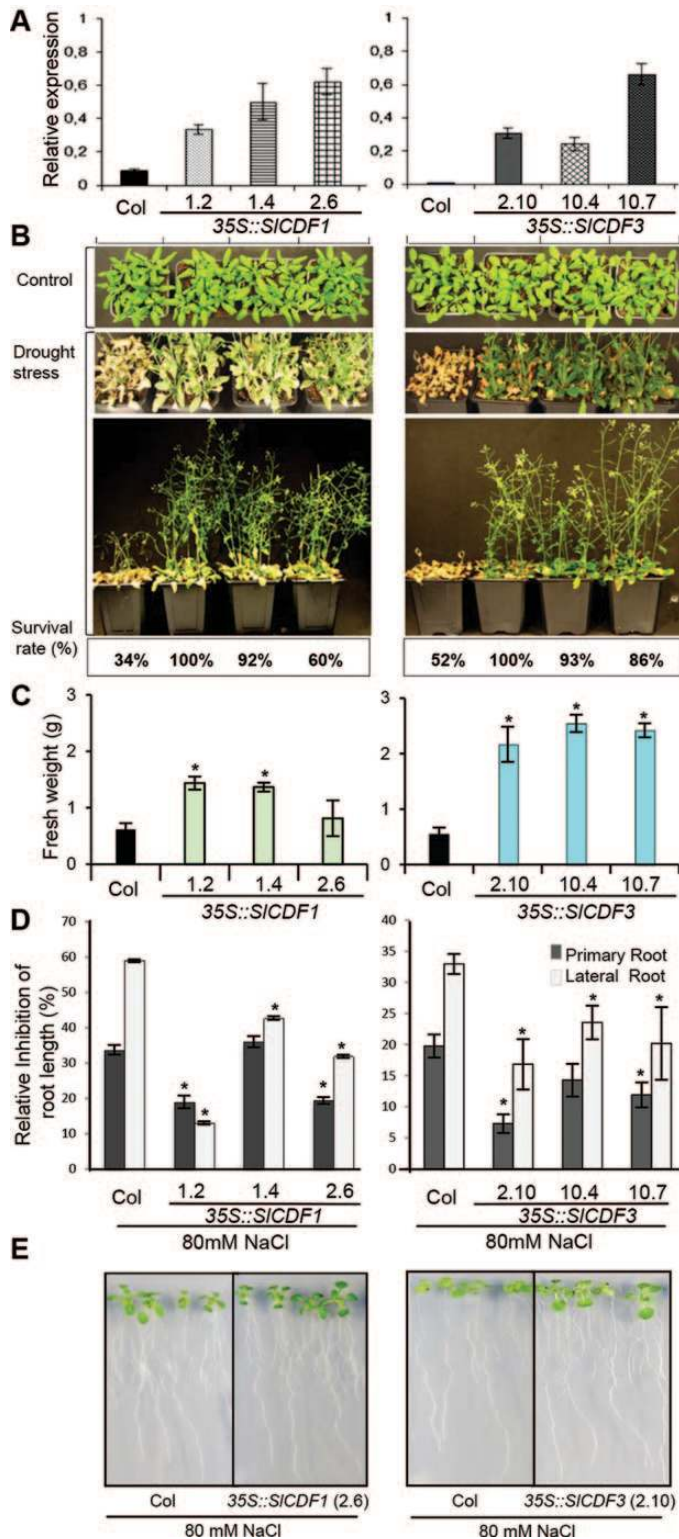 A
Relative expression
1 1
0,8 0,8
0,6 0,6
0,4 0,4
0,2 0,2
0 0
Col 1.2 1.4 2.6 Col 2.10 10.4 10.7
35S::SlCDF1 35S::SlCDF3
B
Control
Drought
stress
Survival
rate (%)
34% 100% 92% 60% 52% 100% 93% 86%
C
Fresh weight (g)
3 3
2 2
1 1
0 0
* * * * *
Col 1.2 1.4 2.6 Col 2.10 10.4 10.7
35S::SlCDF1 35S::SlCDF3
D
Relative Inhibition of
root length (%)
70 40
60 35
50 30
40 25
30 20
20 15
10 10
0 5
0
Primary Root
Lateral Root
* * * * * * * * * *
Col 1.2 1.4 2.6 Col 2.10 10.4 10.7
35S::SlCDF1 35S::SlCDF3
80mM NaCl 80mM NaCl
E
Col 35S::SlCDF1 (2.6) Col 35S::SlCDF3 (2.10)
80 mM NaCl 80 mM NaCl